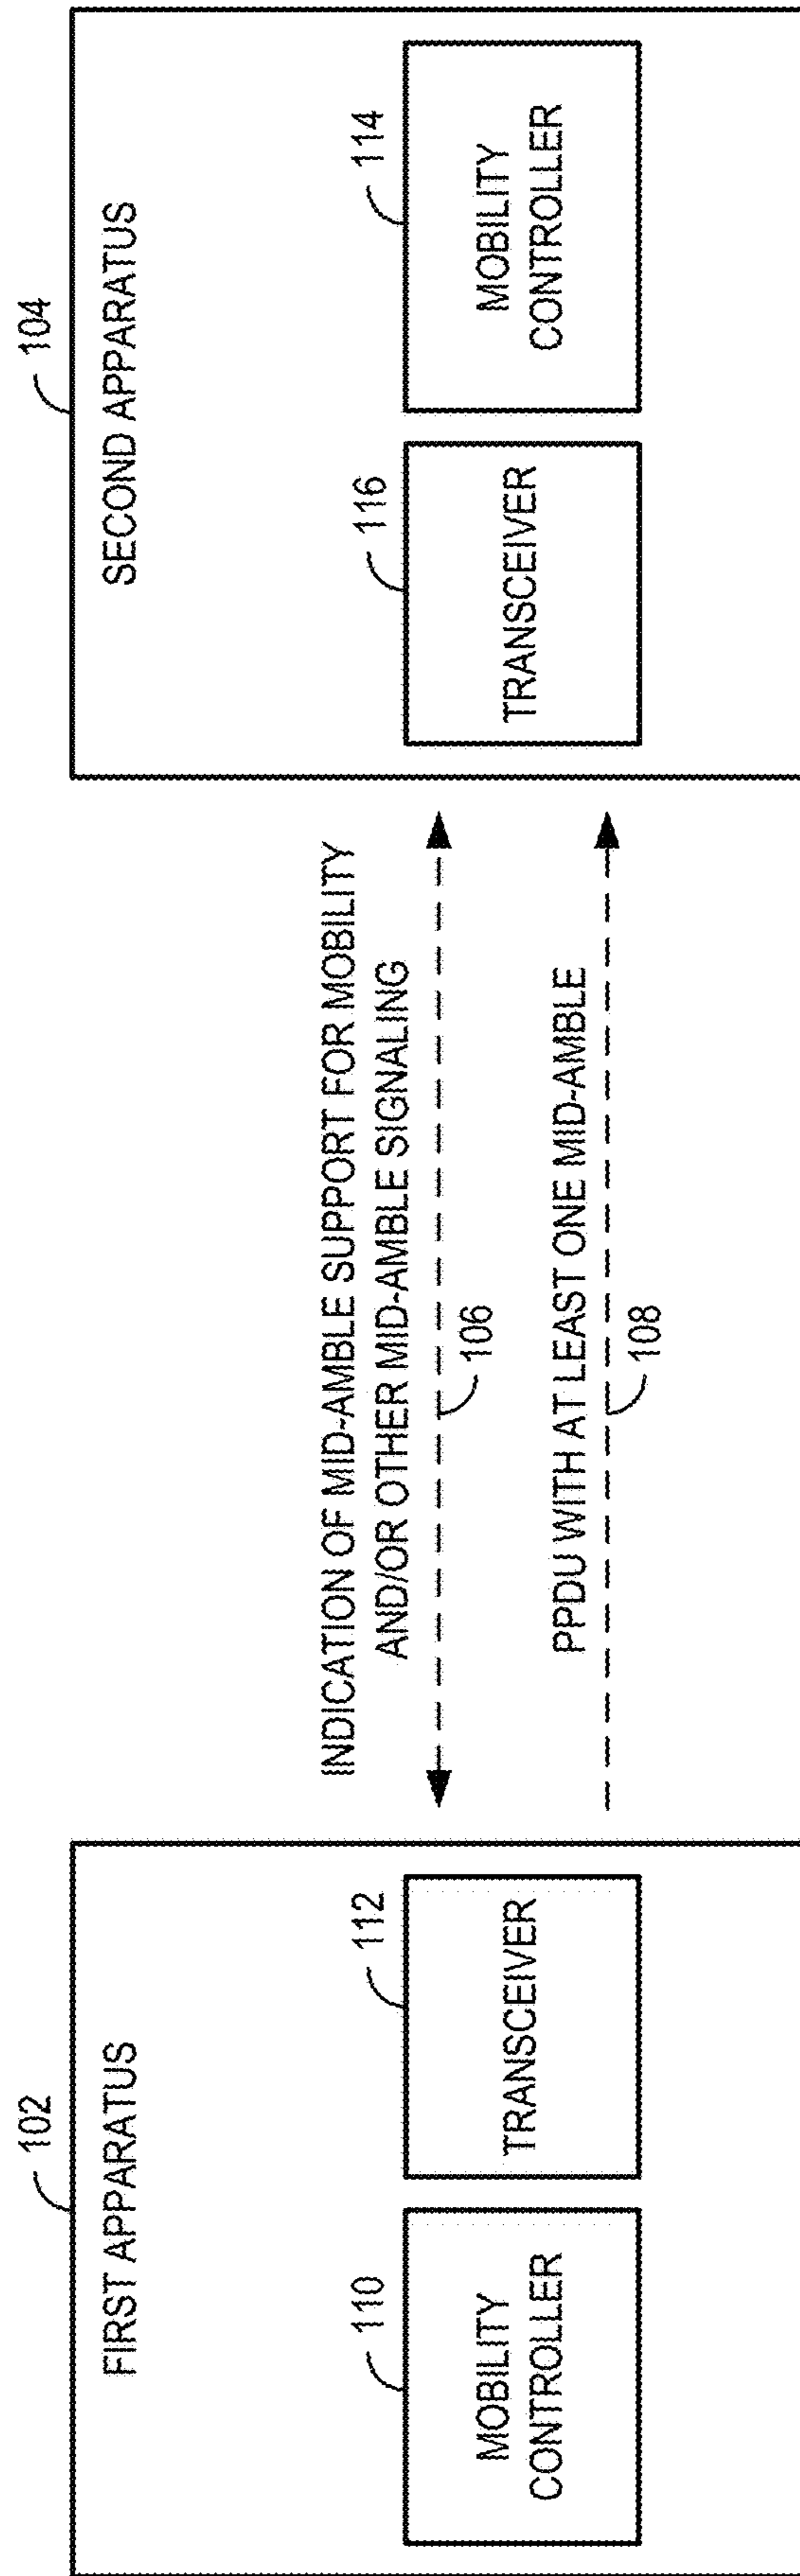 102
FIRST APPARATUS
110
MOBILITY
CONTROLLER
112
TRANSCEIVER
INDICATION OF MID-AMBLE SUPPORT FOR MOBILITY
AND/OR OTHER MID-AMBLE SIGNALING
106
PPDU WITH AT LEAST ONE MID-AMBLE
108
104
SECOND APPARATUS
116
TRANSCEIVER
114
MOBILITY
CONTROLLER